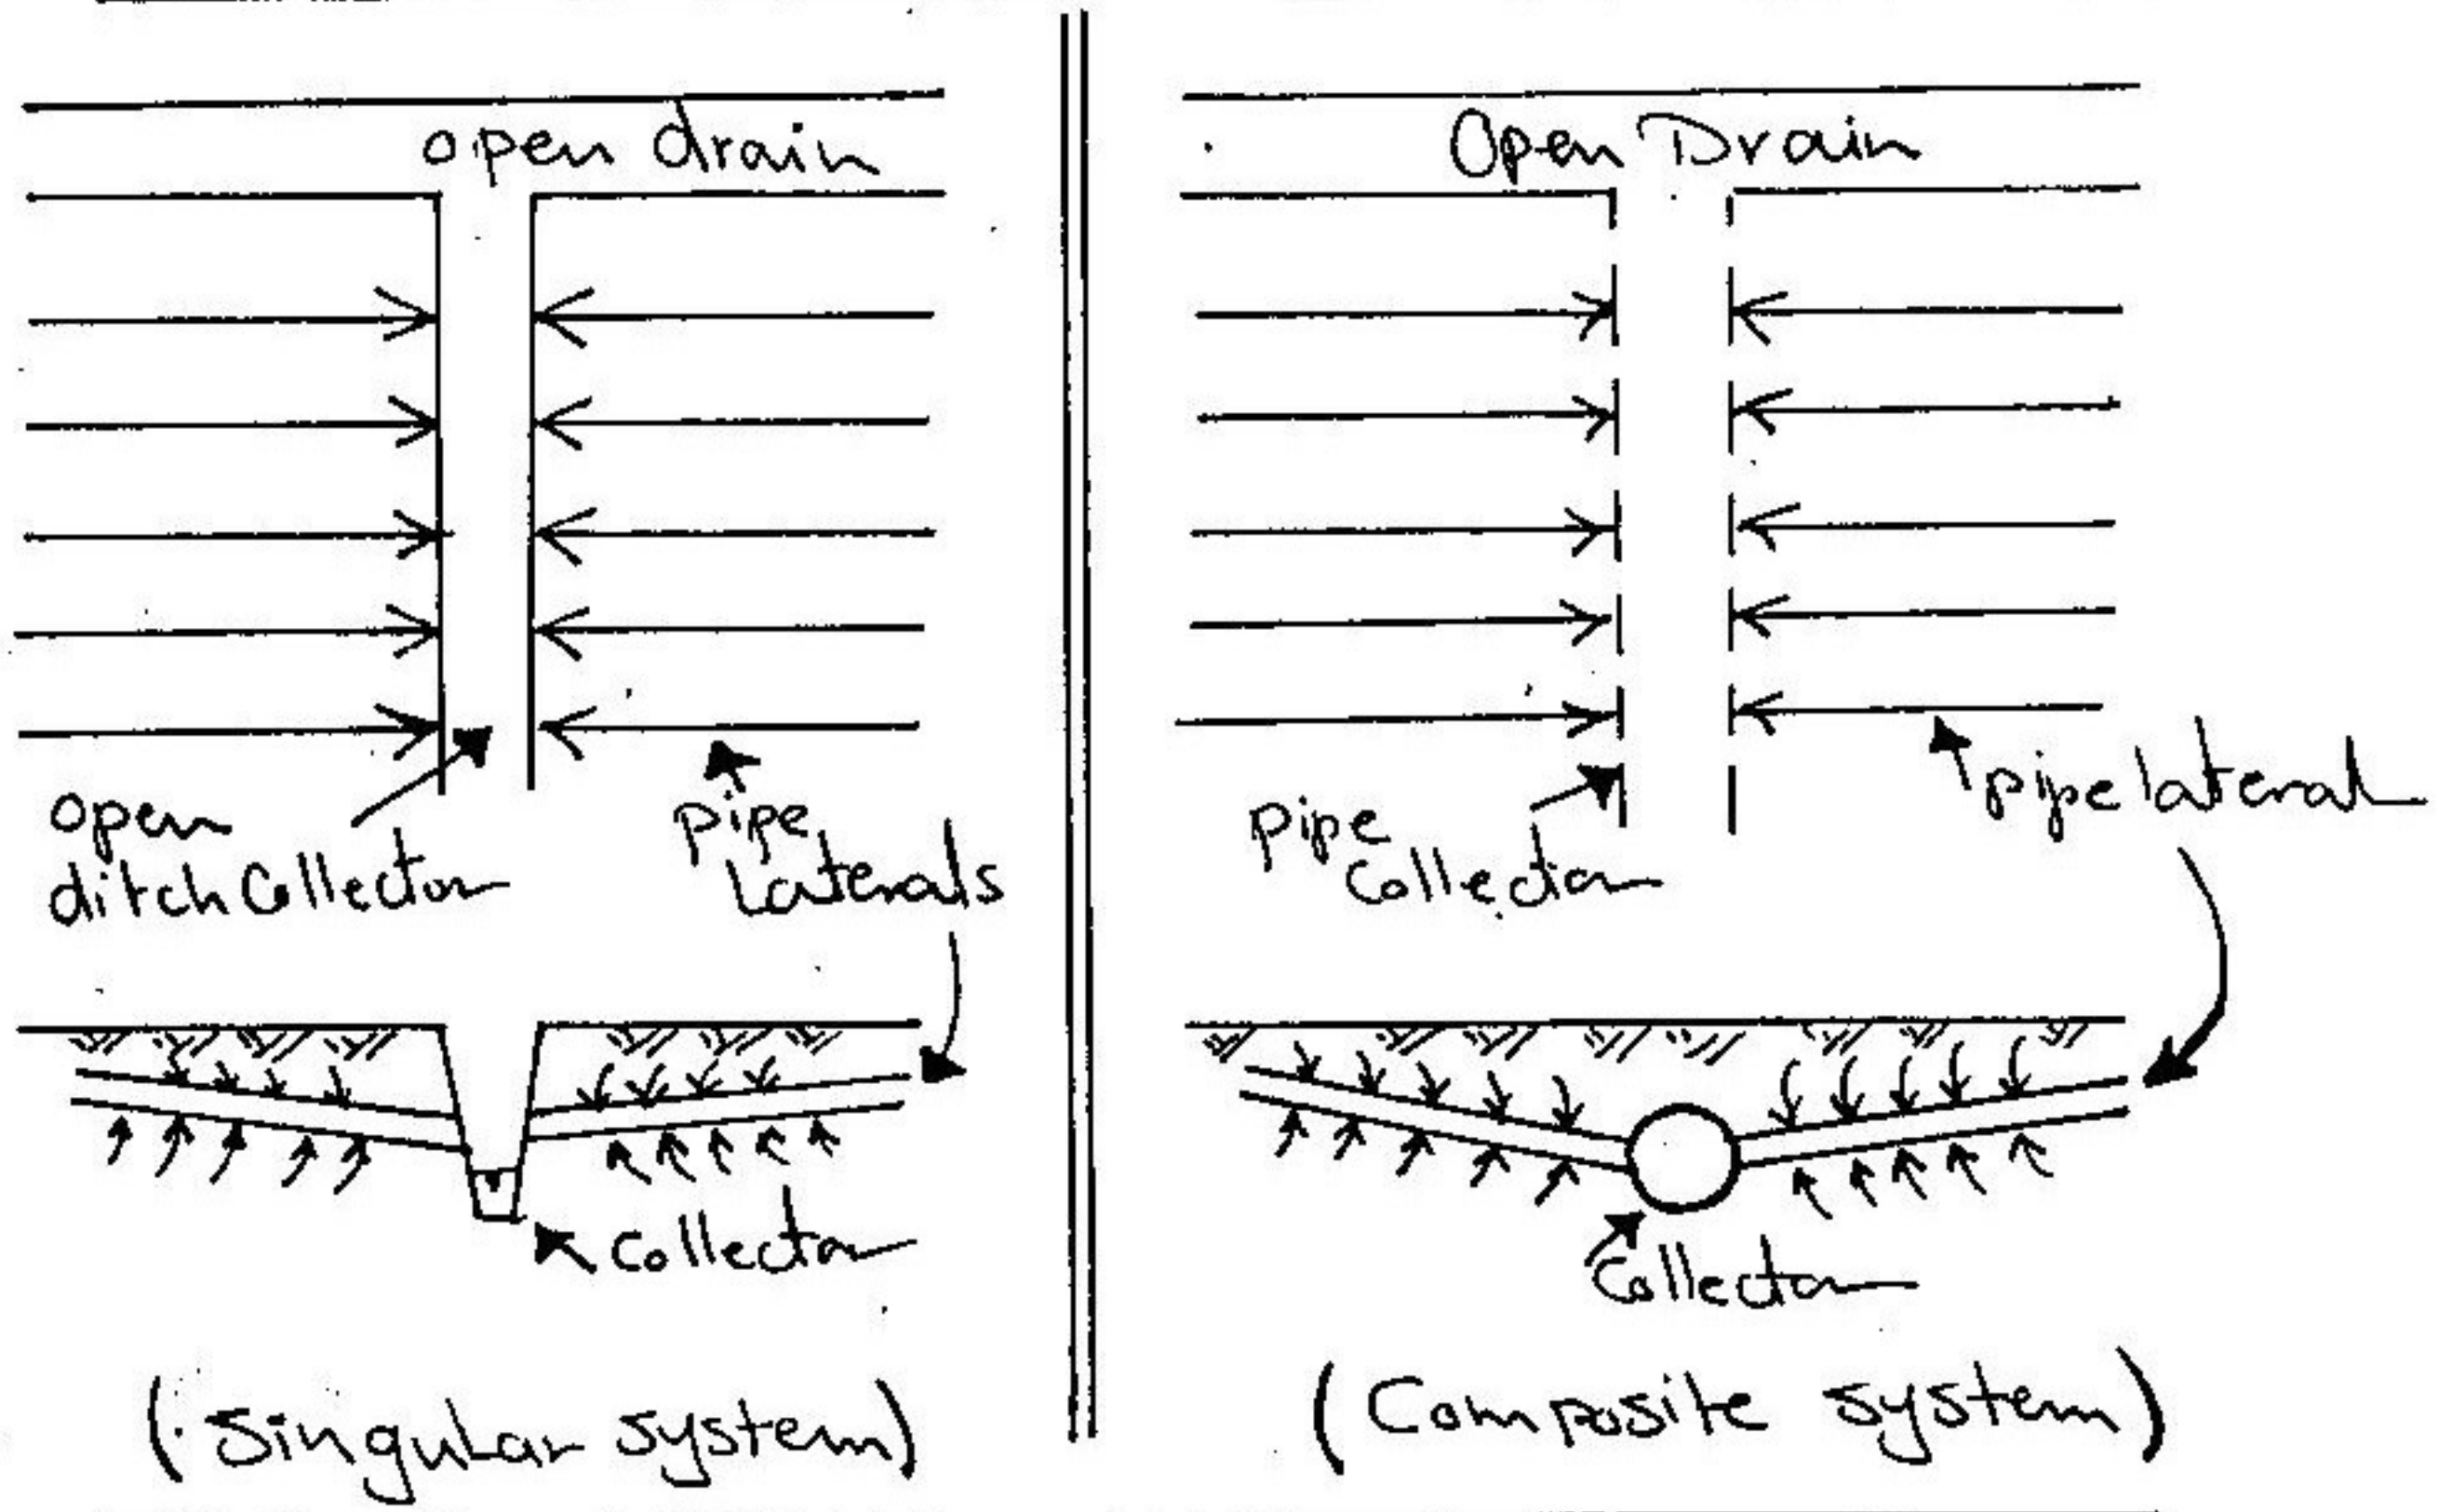 open drain
open
ditch Collector
pipe
Laterals
Collector
(Singular system)
Open Drain
pipe
Collector
pipe lateral
Collector
(Composite system)